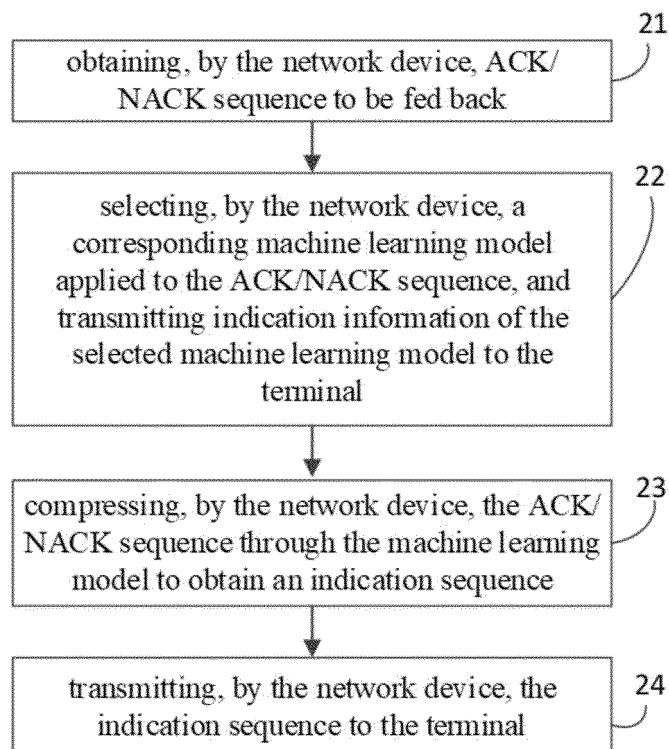 21
obtaining, by the network device, ACK/
NACK sequence to be fed back
22
selecting, by the network device, a
corresponding machine learning model
applied to the ACK/NACK sequence, and
transmitting indication information of the
selected machine learning model to the
terminal
23
compressing, by the network device, the ACK/
NACK sequence through the machine learning
model to obtain an indication sequence
24
transmitting, by the network device, the
indication sequence to the terminal